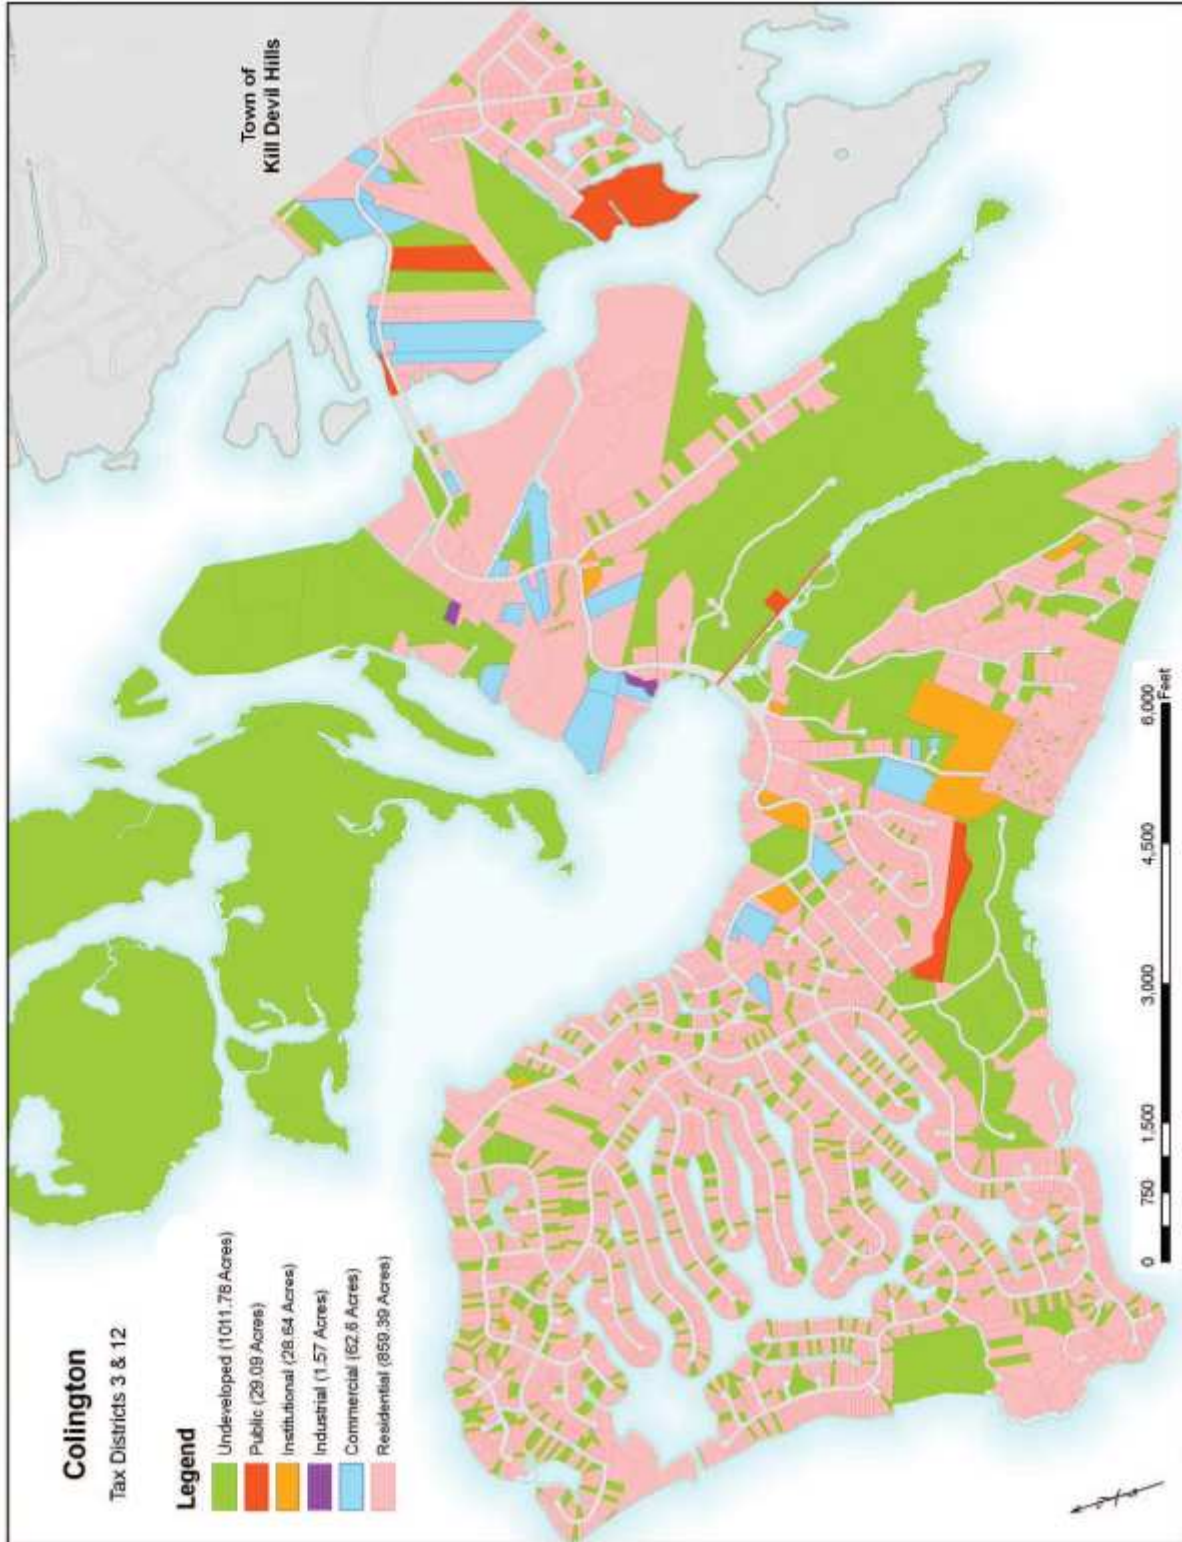 Colington
Tax Districts 3 & 12
Legend
Undeveloped (1011.78 Acres)
Public (29.09 Acres)
Institutional (28.64 Acres)
Industrial (1.57 Acres)
Commercial (62.6 Acres)
Residential (859.39 Acres)
Town of
Kill Devil Hills
0 750 1,500 3,000 4,500 6,000
Feet